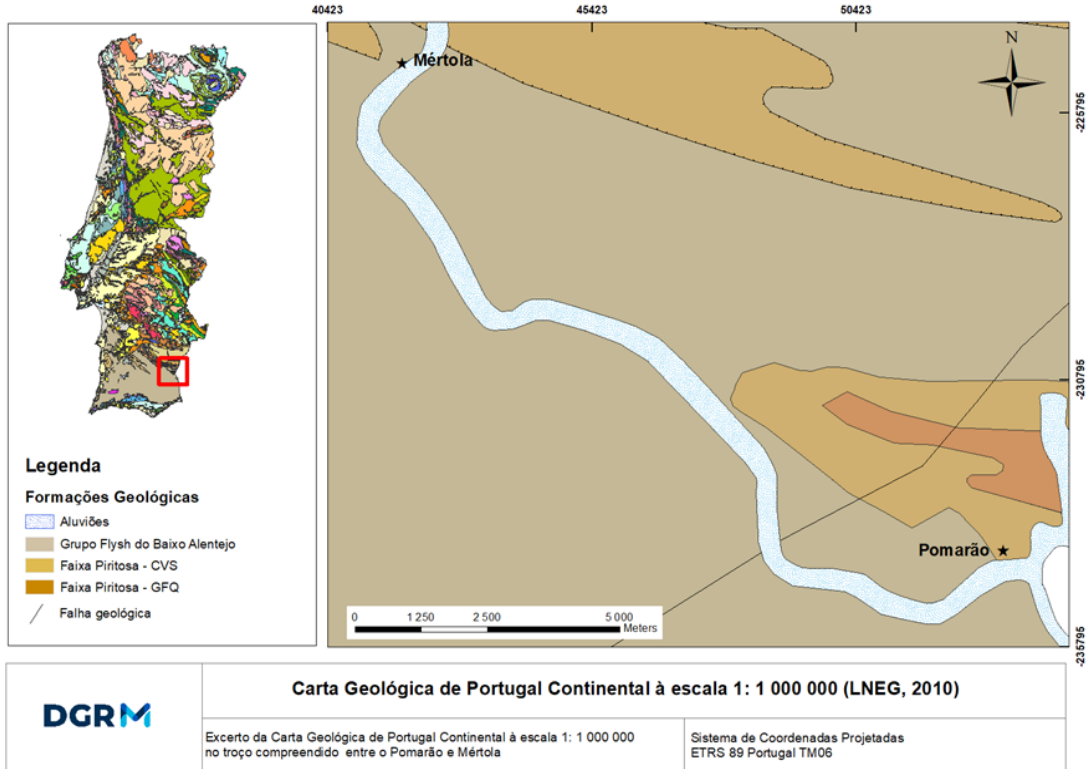 40423
45423
50423
N
Mértola
-225795
-230795
Legenda
Formações Geológicas
Aluviões
Grupo Flysh do Baixo Alentejo
Faixa Piritosa - CVS
Faixa Piritosa - GFQ
Falha geológica
Pomarão
0 1 250 2 500 5 000
Meters
-235795
DGRM
Carta Geológica de Portugal Continental à escala 1: 1 000 000 (LNEG, 2010)
Excerto da Carta Geológica de Portugal Continental à escala 1: 1 000 000
no troço compreendido entre o Pomarão e Mértola
Sistema de Coordenadas Projetadas
ETRS 89 Portugal TM06